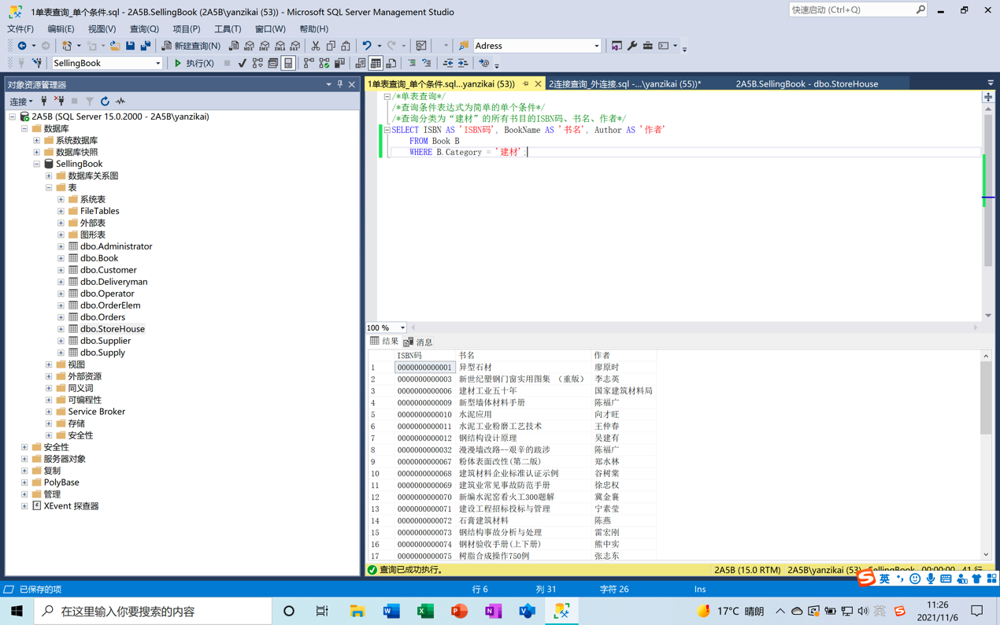 1单表查询_单个条件.sql - 2A5B.SellingBook (2A5B\yanzikai (53)) - Microsoft SQL Server Management Studio
快速启动 (Ctrl+Q)
文件(F) 编辑(E) 视图(V) 查询(Q) 项目(P) 工具(T) 窗口(W) 帮助(H)
新建查询(N) MDX DMX XMLA DAX Adress
SellingBook 执行(X)
对象资源管理器
连接
2A5B (SQL Server 15.0.2000 - 2A5B\yanzikai)
数据库
系统数据库
数据库快照
SellingBook
数据库关系图
表
系统表
FileTables
外部表
图形表
dbo.Administrator
dbo.Book
dbo.Customer
dbo.Deliveryman
dbo.Operator
dbo.OrderElem
dbo.Orders
dbo.StoreHouse
dbo.Supplier
dbo.Supply
视图
外部资源
同义词
可编程性
Service Broker
存储
安全性
安全性
服务器对象
复制
PolyBase
管理
XEvent 探查器
1单表查询_单个条件.sql...yanzikai (53)) 2连接查询_外连接.sql -...\yanzikai (55))* 2A5B.SellingBook - dbo.StoreHouse
/*单表查询*/
/*查询条件表达式为简单的单个条件*/
/*查询分类为“建材”的所有书目的ISBN码、书名、作者*/
SELECT ISBN AS 'ISBN码', BookName AS '书名', Author AS '作者'
FROM Book B
WHERE B.Category = '建材';
100 %
结果 消息
ISBN码 书名 作者
1 0000000000001 异型石材 廖原时
2 0000000000003 新世纪塑钢门窗实用图集 (重版) 李志英
3 0000000000006 建材工业五十年 国家建筑材料局
4 0000000000009 新型墙体材料手册 陈福广
5 0000000000010 水泥应用 向才旺
6 0000000000011 水泥工业粉磨工艺技术 王仲春
7 0000000000012 钢结构设计原理 吴建有
8 0000000000032 漫漫墙改路--艰辛的跋涉 陈福广
9 0000000000067 粉体表面改性(第二版) 郑水林
10 0000000000068 建筑材料企业标准认证示例 谷树棠
11 0000000000069 建筑业常见事故防范手册 徐忠权
12 0000000000070 新编水泥窑看火工300题解 冀金襄
13 0000000000071 建设工程招标投标与管理 宁素莹
14 0000000000072 石膏建筑材料 陈燕
15 0000000000073 钢结构事故分析与处理 雷宏刚
16 0000000000074 钢材验收手册(上下册) 熊中实
17 0000000000075 树脂合成操作750例 张志东
查询已成功执行。 2A5B (15.0 RTM) 2A5B\yanzikai (53) SellingBook 00:00:00 41 行
英
已保存的项 行 6 列 31 字符 26 Ins
在这里输入你要搜索的内容
17°C 晴朗 英
11:26
2021/11/6